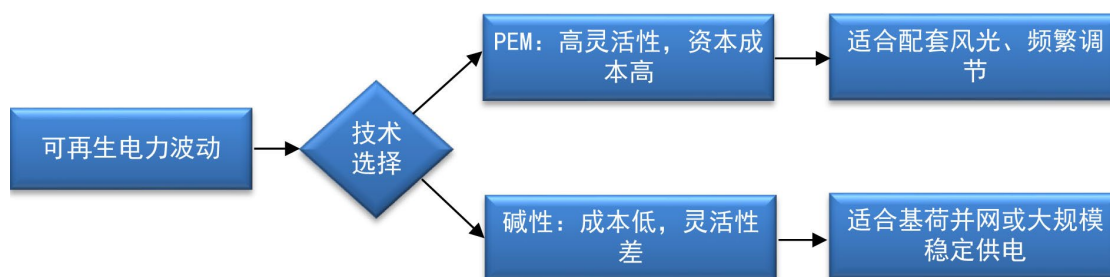 可再生电力波动
技术
选择
PEM：高灵活性，资本成
本高
适合配套风光、频繁调
节
碱性：成本低，灵活性
差
适合基荷并网或大规模
稳定供电